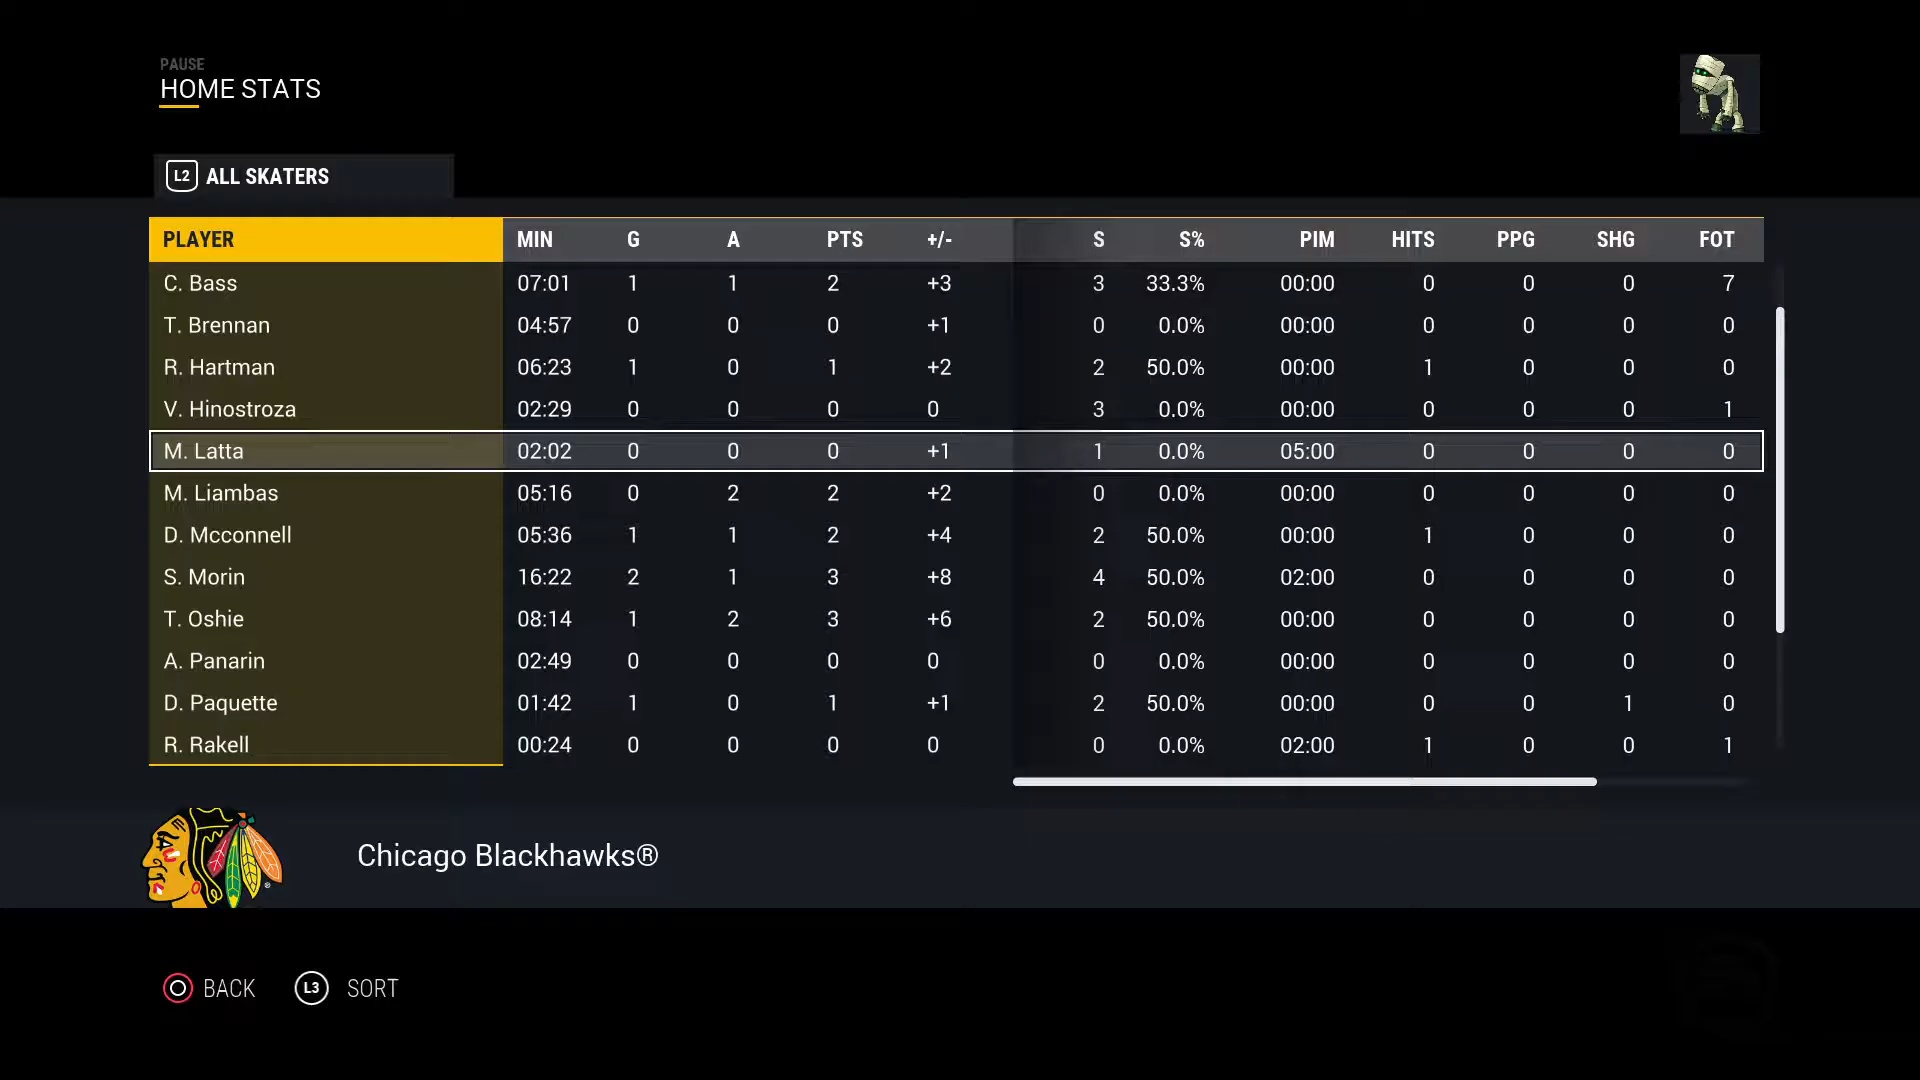 PAUSE
HOME STATS
L2 ALL SKATERS
PLAYER MIN G A PTS +/- S S% PIM HITS PPG SHG FOT
C. Bass 07:01 1 1 2 +3 3 33.3% 00:00 0 0 0 7
T. Brennan 04:57 0 0 0 +1 0 0.0% 00:00 0 0 0 0
R. Hartman 06:23 1 0 1 +2 2 50.0% 00:00 1 0 0 0
V. Hinostroza 02:29 0 0 0 0 3 0.0% 00:00 0 0 0 1
M. Latta 02:02 0 0 0 +1 1 0.0% 05:00 0 0 0 0
M. Liambas 05:16 0 2 2 +2 0 0.0% 00:00 0 0 0 0
D. Mcconnell 05:36 1 1 2 +4 2 50.0% 00:00 1 0 0 0
S. Morin 16:22 2 1 3 +8 4 50.0% 02:00 0 0 0 0
T. Oshie 08:14 1 2 3 +6 2 50.0% 00:00 0 0 0 0
A. Panarin 02:49 0 0 0 0 0 0.0% 00:00 0 0 0 0
D. Paquette 01:42 1 0 1 +1 2 50.0% 00:00 0 0 1 0
R. Rakell 00:24 0 0 0 0 0 0.0% 02:00 1 0 0 1
Chicago Blackhawks®
BACK L3 SORT